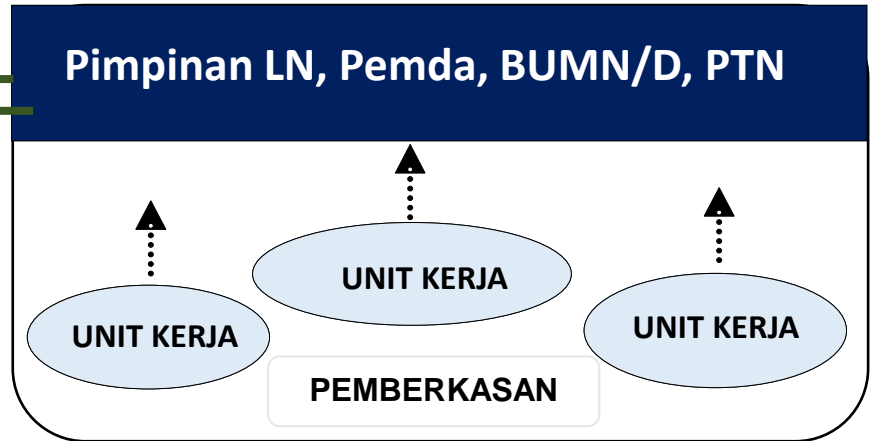 Pimpinan LN, Pemda, BUMN/D, PTN
UNIT KERJA
UNIT KERJA
UNIT KERJA
PEMBERKASAN